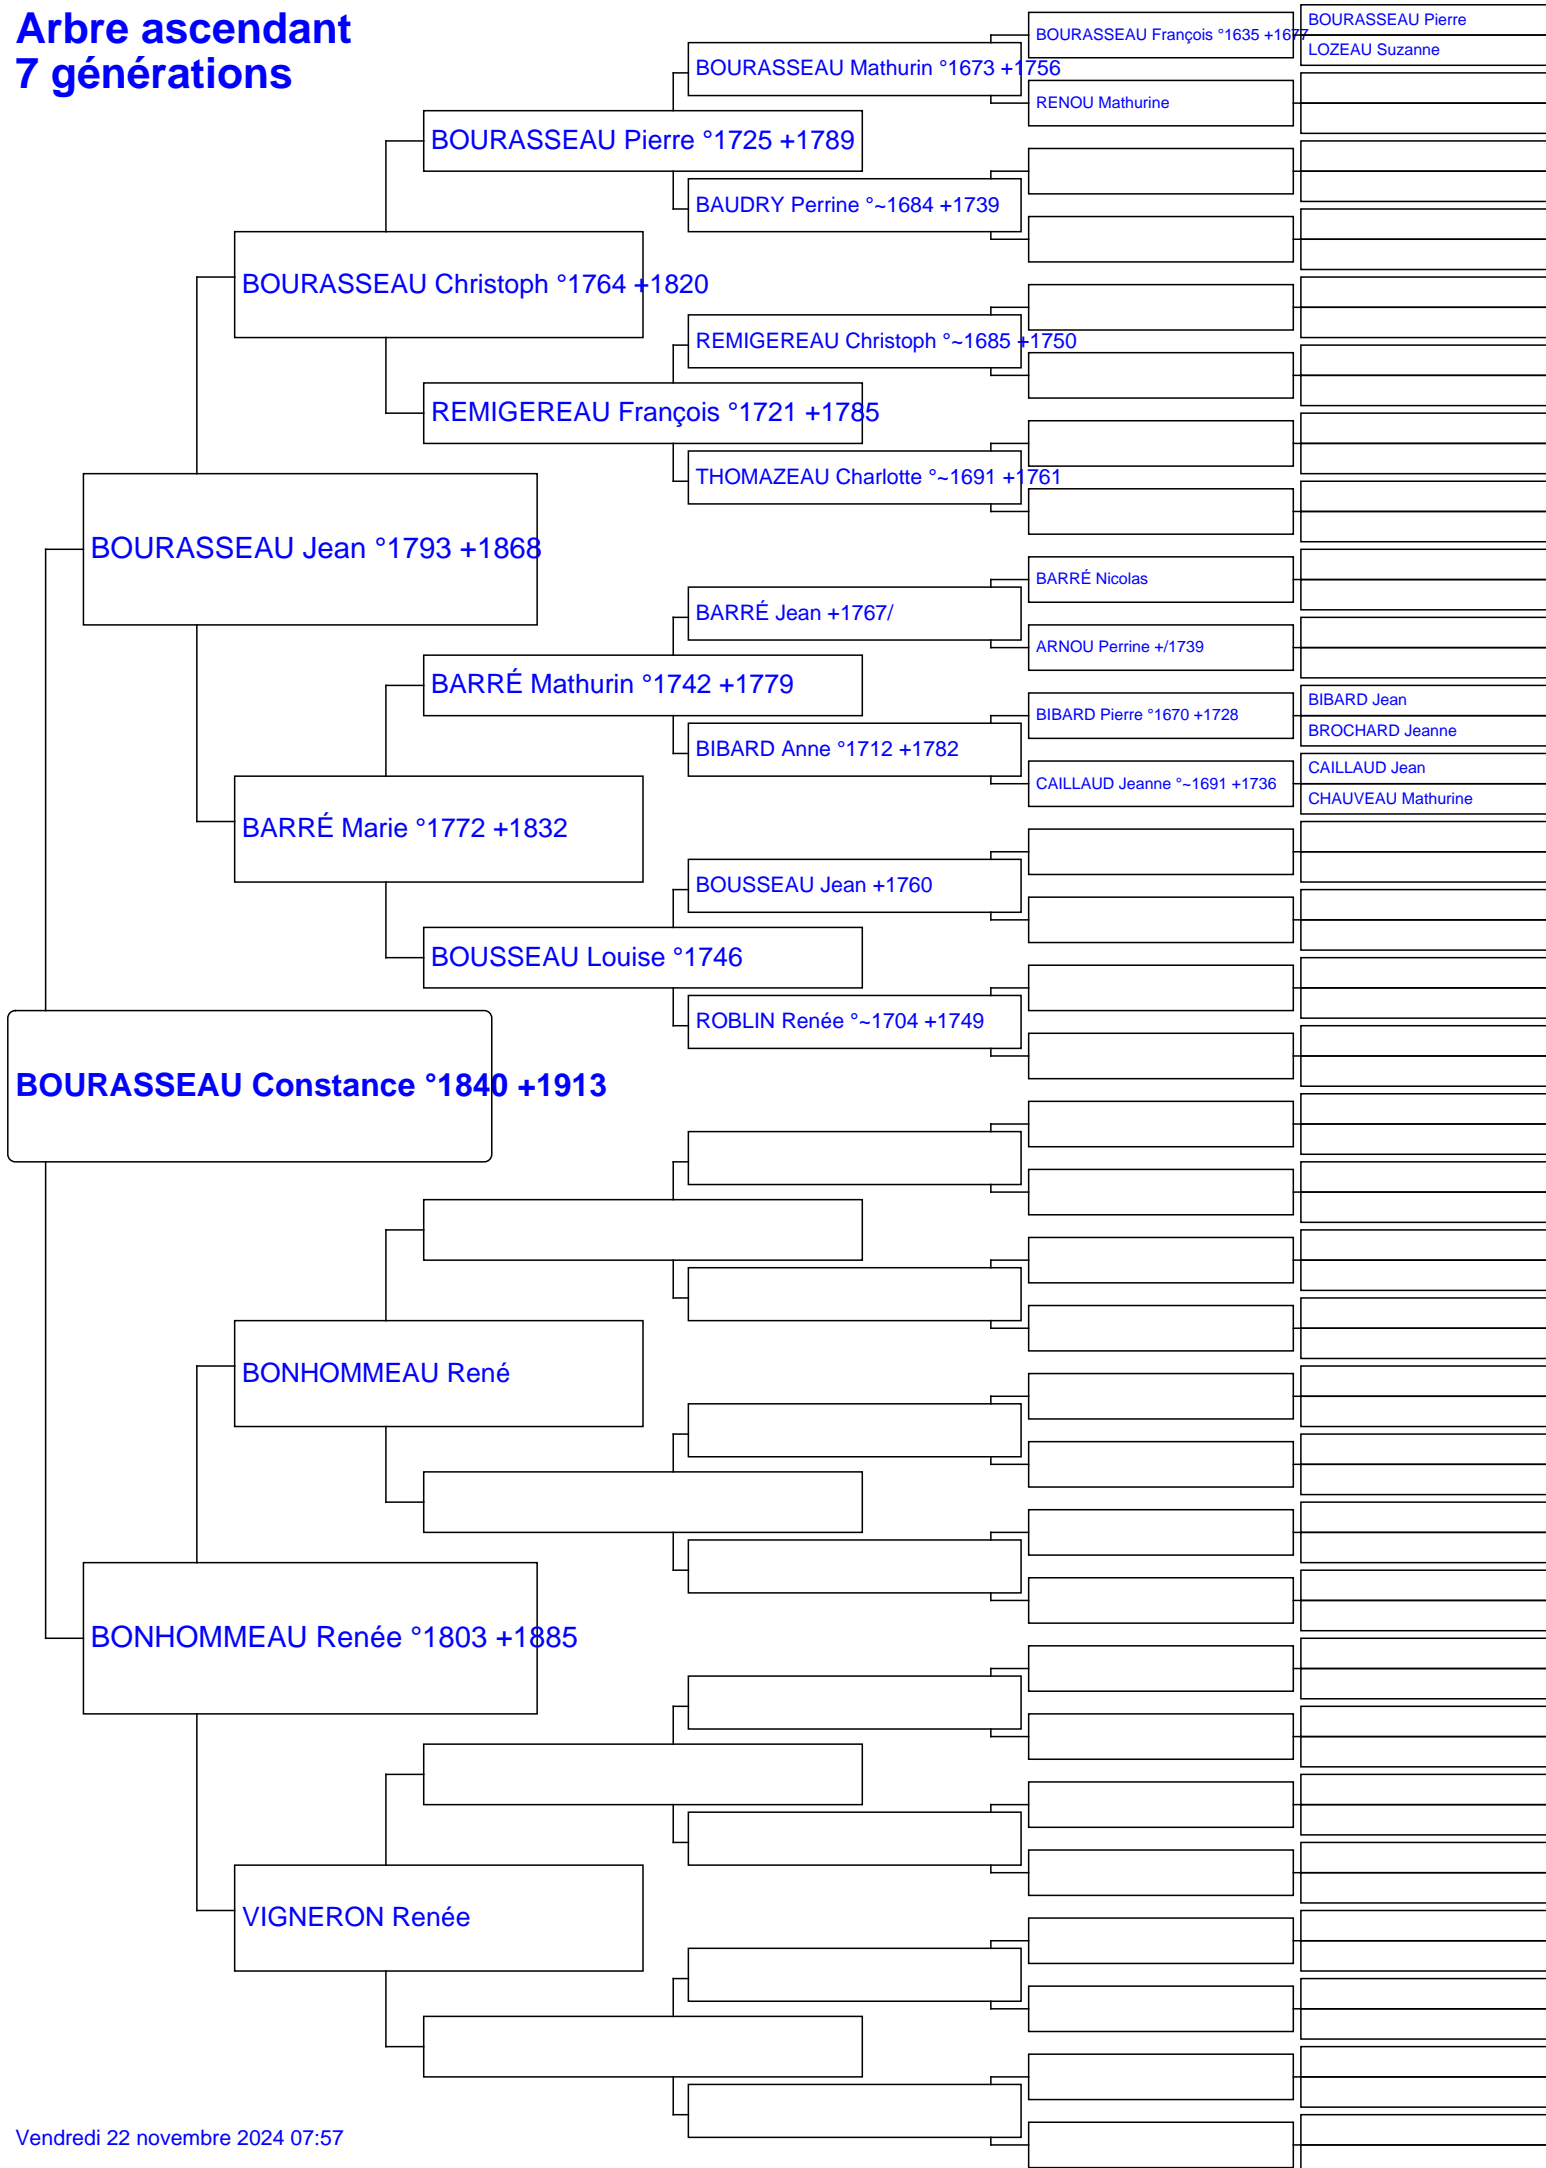 Arbre ascendant
7 générations
BOURASSEAU Pierre
BOURASSEAU François °1635 +1677
LOZEAU Suzanne
BOURASSEAU Mathurin °1673 +1756
RENOU Mathurine
BOURASSEAU Pierre °1725 +1789
BAUDRY Perrine °~1684 +1739
BOURASSEAU Christoph °1764 +1820
REMIGEREAU Christoph °~1685 +1750
REMIGEREAU François °1721 +1785
THOMAZEAU Charlotte °~1691 +1761
BOURASSEAU Jean °1793 +1868
BARRÉ Nicolas
BARRÉ Jean +1767/
ARNOU Perrine +/1739
BARRÉ Mathurin °1742 +1779
BIBARD Jean
BIBARD Pierre °1670 +1728
BROCHARD Jeanne
BIBARD Anne °1712 +1782
CAILLAUD Jean
CAILLAUD Jeanne °~1691 +1736
CHAUVEAU Mathurine
BARRÉ Marie °1772 +1832
BOUSSEAU Jean +1760
BOUSSEAU Louise °1746
ROBLIN Renée °~1704 +1749
BOURASSEAU Constance °1840 +1913
BONHOMMEAU René
BONHOMMEAU Renée °1803 +1885
VIGNERON Renée
Vendredi 22 novembre 2024 07:57